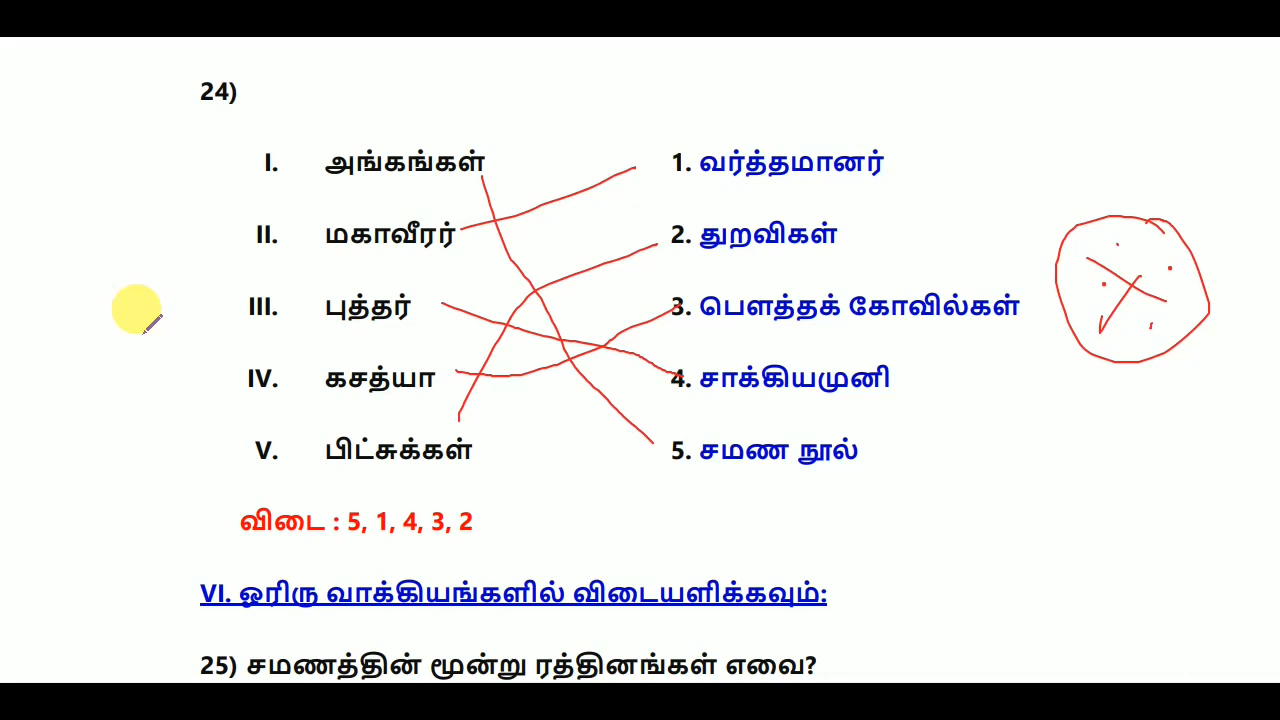 24)
I. அங்கங்கள் 1. வர்த்தமானர்
II. மகாவீரர் 2. துறவிகள்
III. புத்தர் 3. பௌத்தக் கோவில்கள்
IV. கசத்யா 4. சாக்கியமுனி
V. பிட்சுக்கள் 5. சமண நூல்
விடை : 5, 1, 4, 3, 2
VI. ஒரிரு வாக்கியங்களில் விடையளிக்கவும்:
25) சமணத்தின் மூன்று ரத்தினங்கள் எவை?